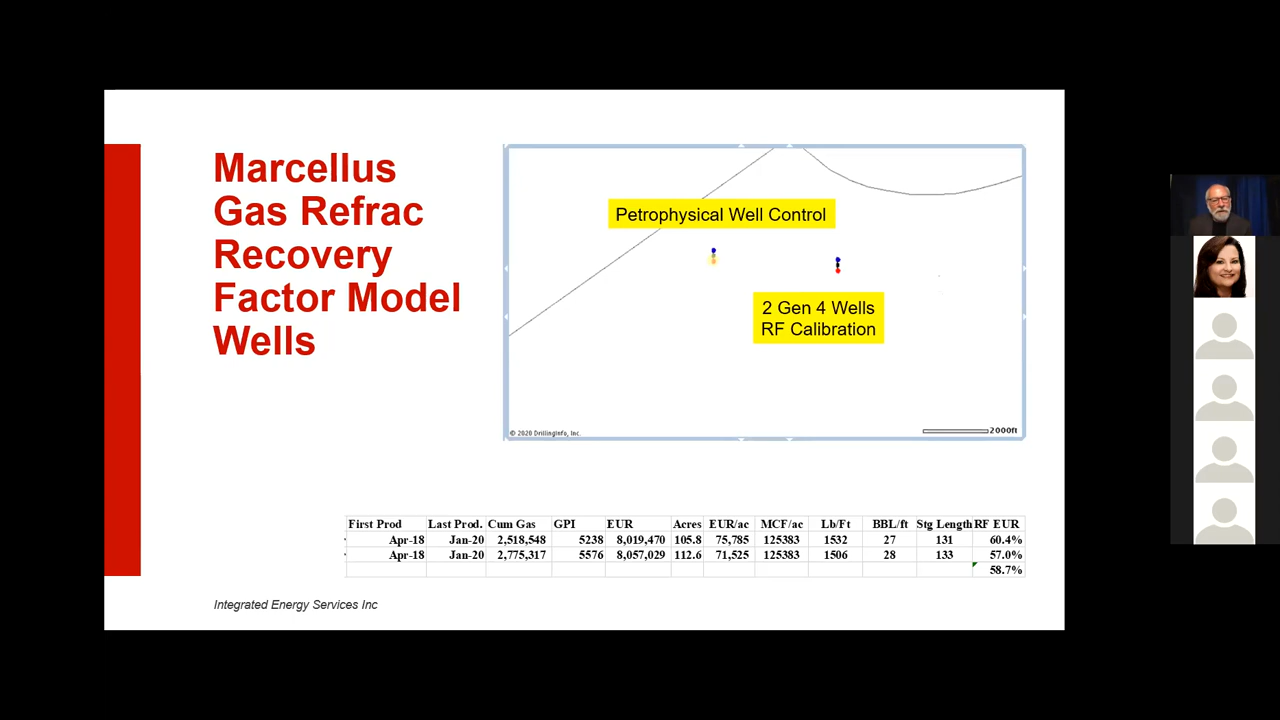 Marcellus
Gas Refrac
Recovery
Factor Model
Wells
Petrophysical Well Control
2 Gen 4 Wells
RF Calibration
© 2020 DrillingInfo, Inc.
2000ft
First Prod Last Prod. Cum Gas GPI EUR Acres EUR/ac MCF/ac Lb/Ft BBL/ft Stg Length RF EUR
Apr-18 Jan-20 2,518,548 5238 8,019,470 105.8 75,785 125383 1532 27 131 60.4%
Apr-18 Jan-20 2,775,317 5576 8,057,029 112.6 71,525 125383 1506 28 133 57.0%
58.7%
Integrated Energy Services Inc